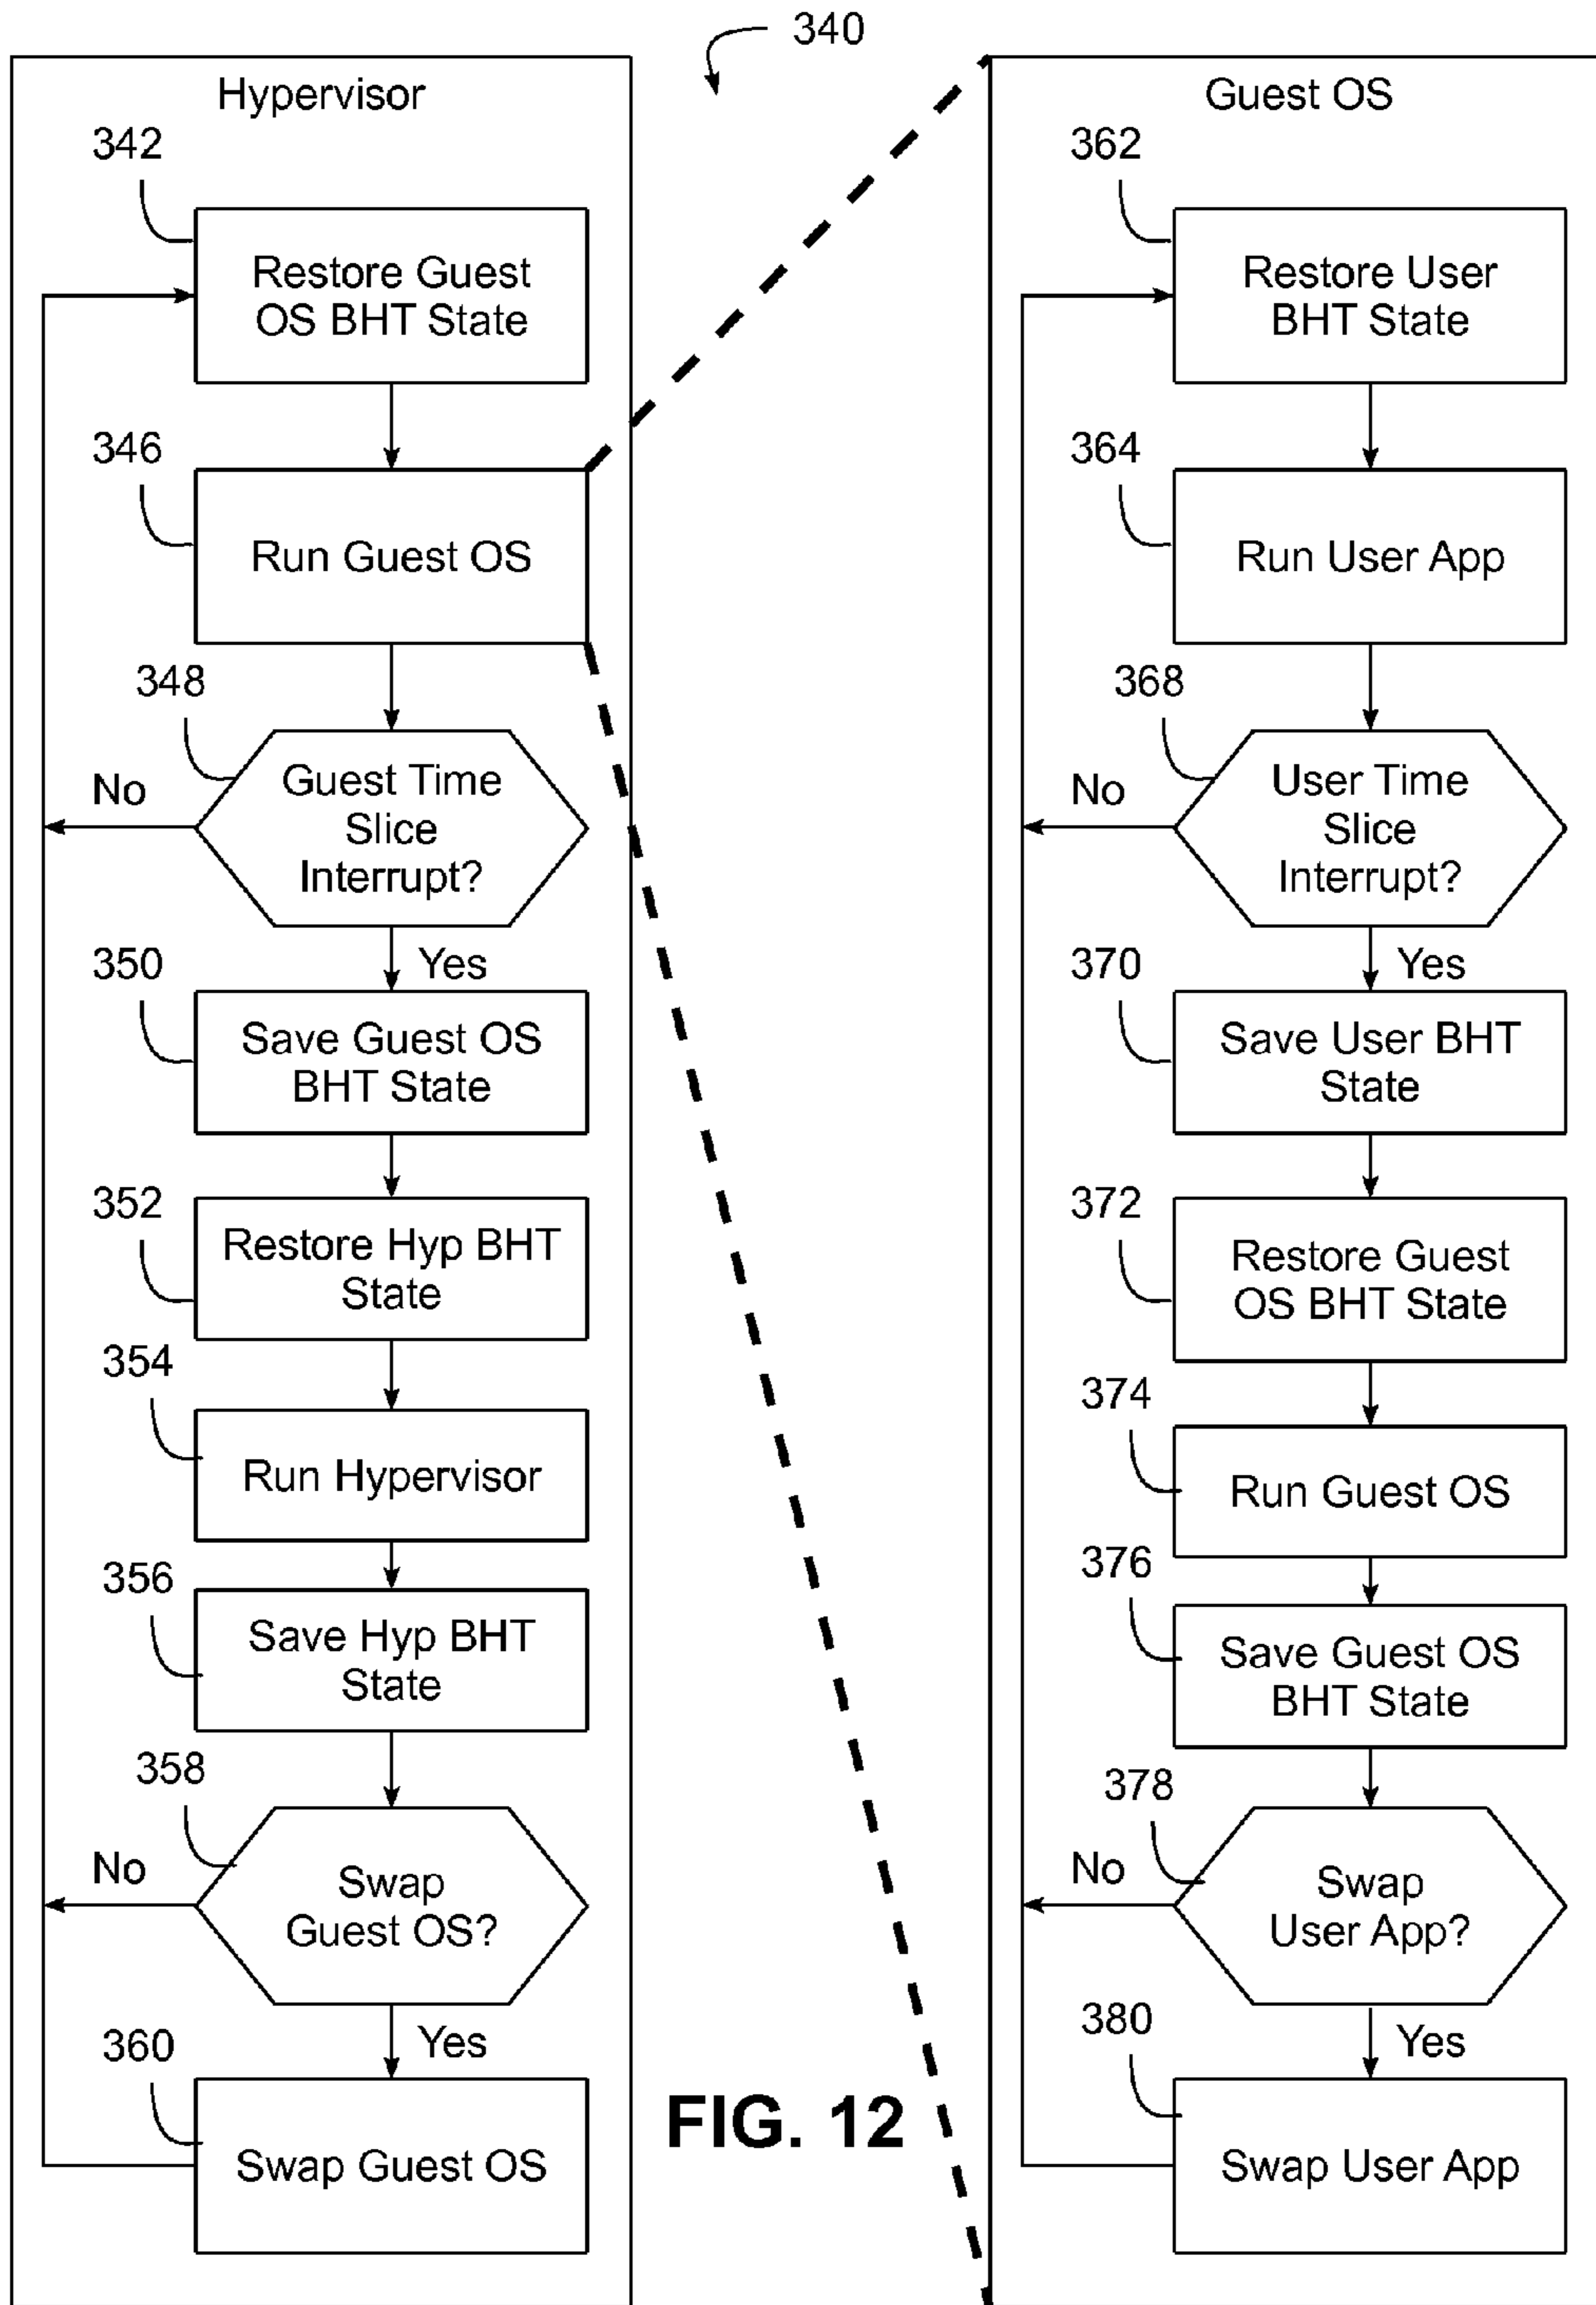 340
Hypervisor
342
Restore Guest
OS BHT State
346
Run Guest OS
348
Guest Time
Slice
Interrupt?
No
Yes
350
Save Guest OS
BHT State
352
Restore Hyp BHT
State
354
Run Hypervisor
356
Save Hyp BHT
State
358
Swap
Guest OS?
No
Yes
360
Swap Guest OS
Guest OS
362
Restore User
BHT State
364
Run User App
368
User Time
Slice
Interrupt?
No
Yes
370
Save User BHT
State
372
Restore Guest
OS BHT State
374
Run Guest OS
376
Save Guest OS
BHT State
378
Swap
User App?
No
Yes
380
Swap User App
FIG. 12